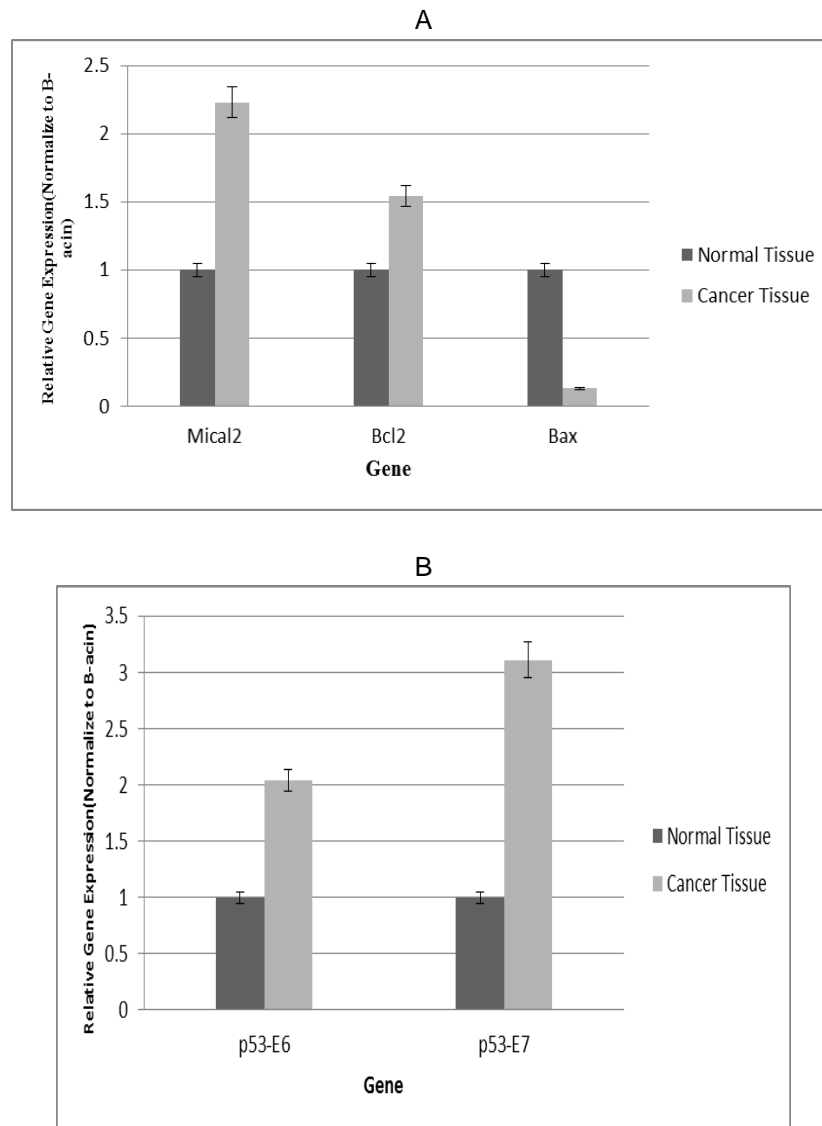 A
Relative Gene Expression(Normalize to B-
acin)
2.5
2
1.5
1
0.5
0
Mical2 Bcl2 Bax
Gene
Normal Tissue
Cancer Tissue
B
Relative Gene Expression(Normalize to B-acin)
3.5
3
2.5
2
1.5
1
0.5
0
p53-E6 p53-E7
Gene
Normal Tissue
Cancer Tissue